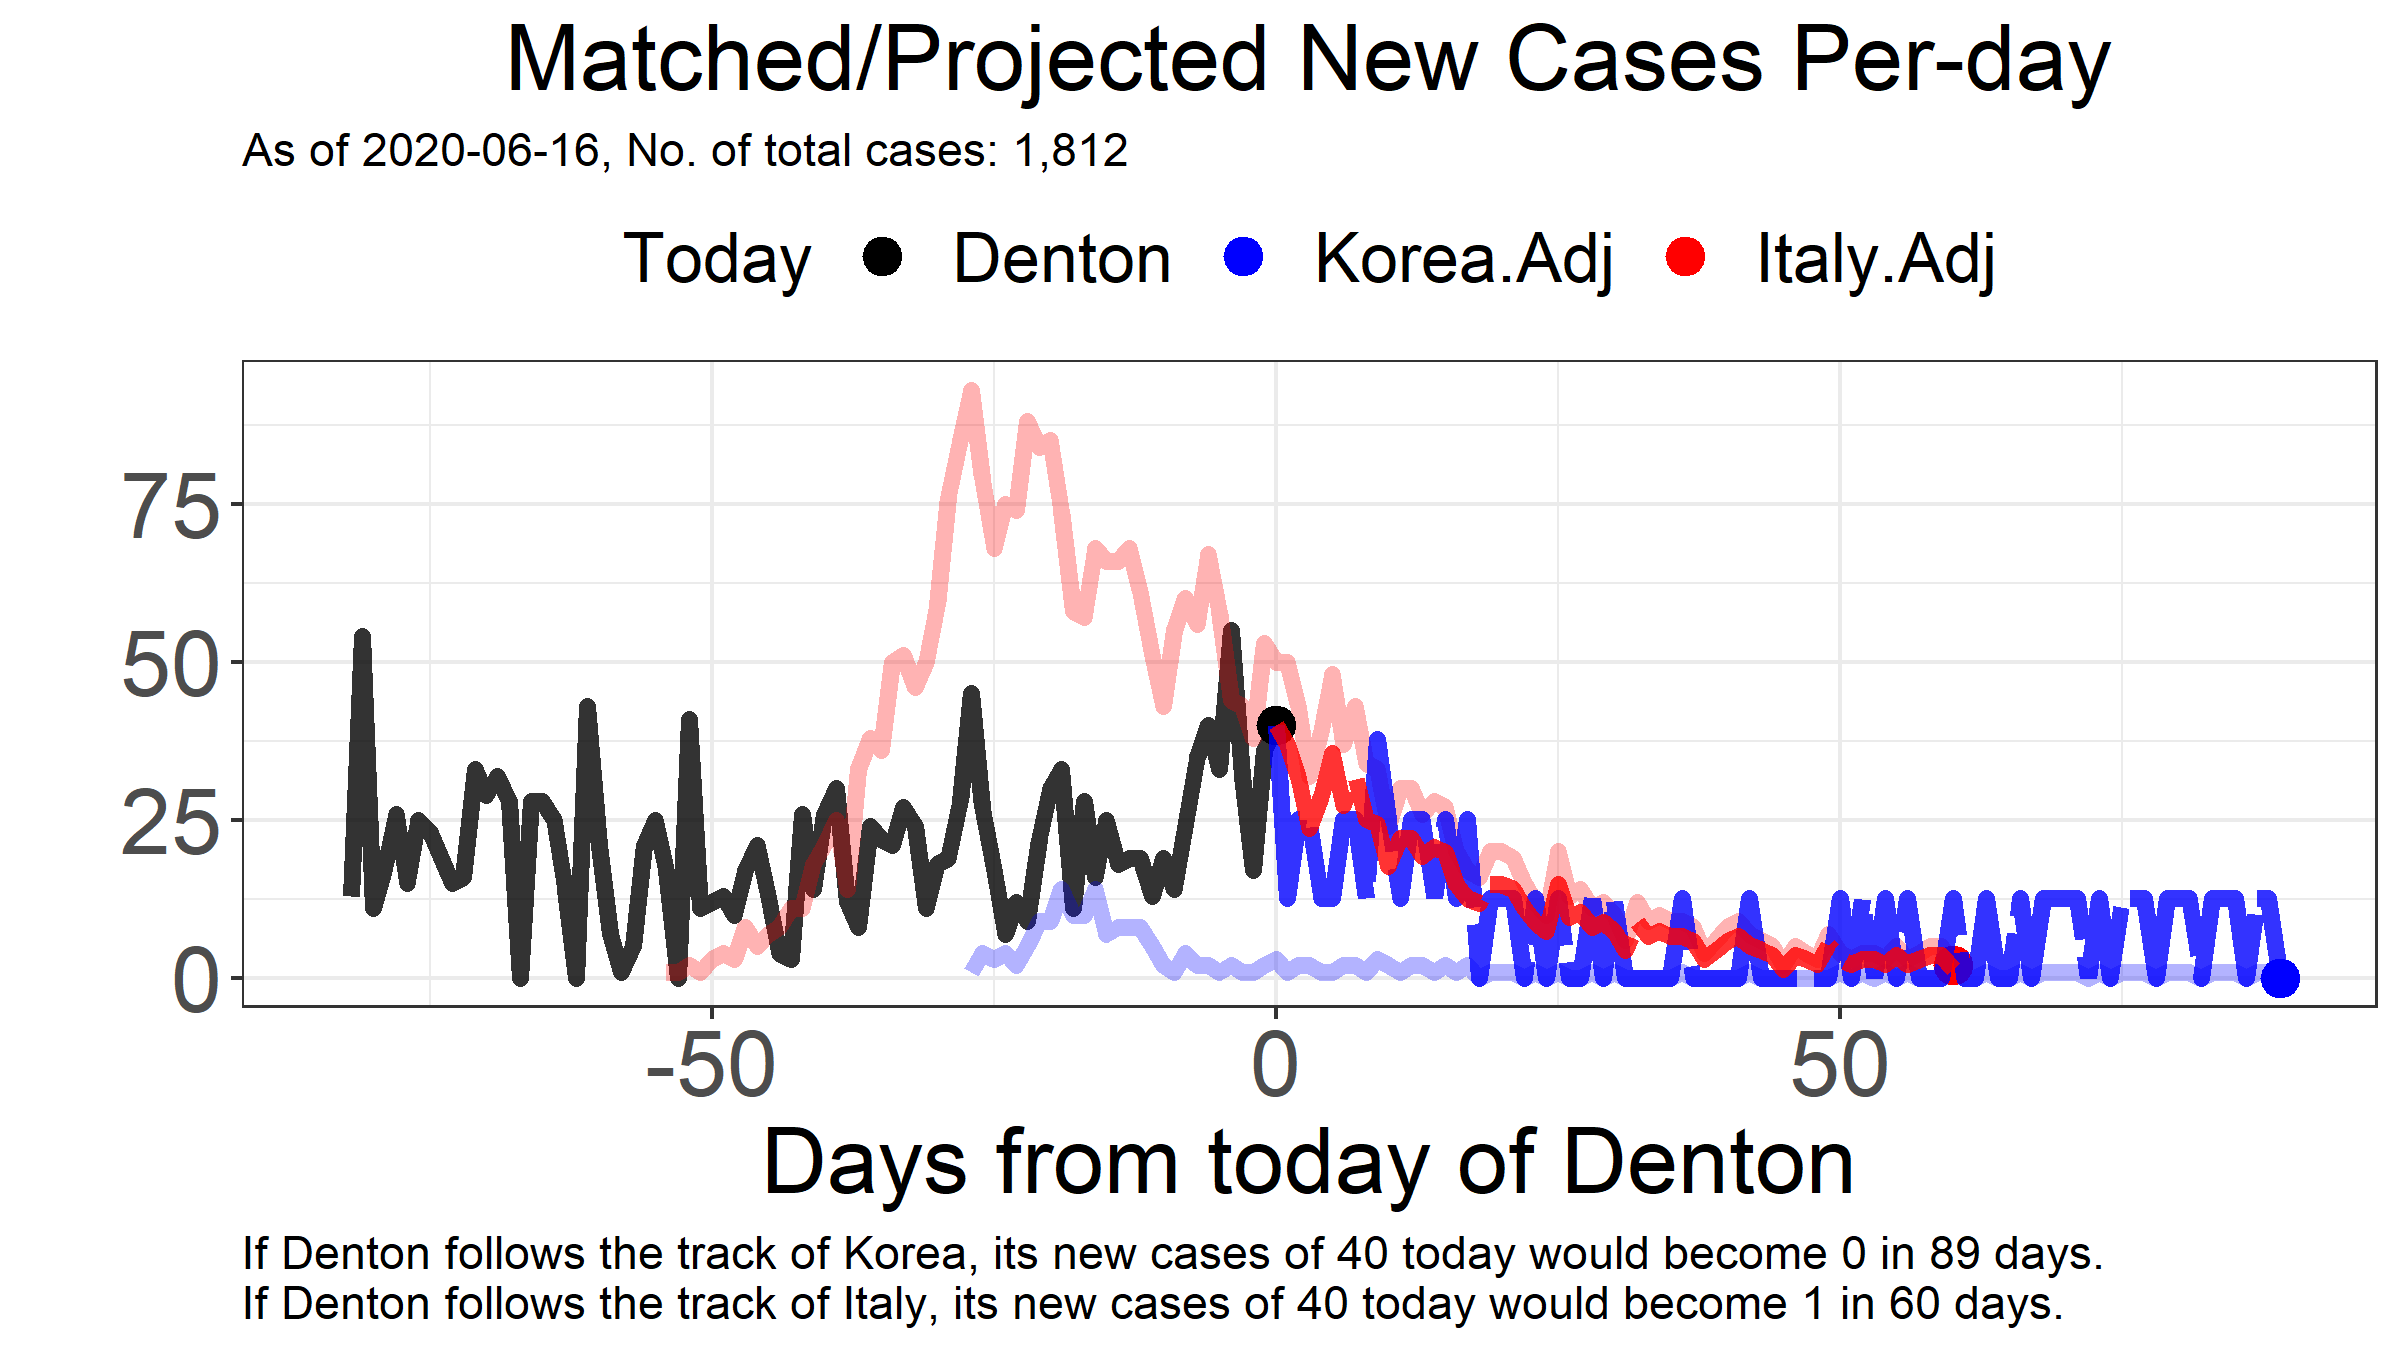 Matched/Projected New Cases Per-day
As of 2020-06-16, No. of total cases: 1,812
Today Denton Korea.Adj Italy.Adj
75
50
25
0
-50 0 50
Days from today of Denton
If Denton follows the track of Korea, its new cases of 40 today would become 0 in 89 days.
If Denton follows the track of Italy, its new cases of 40 today would become 1 in 60 days.